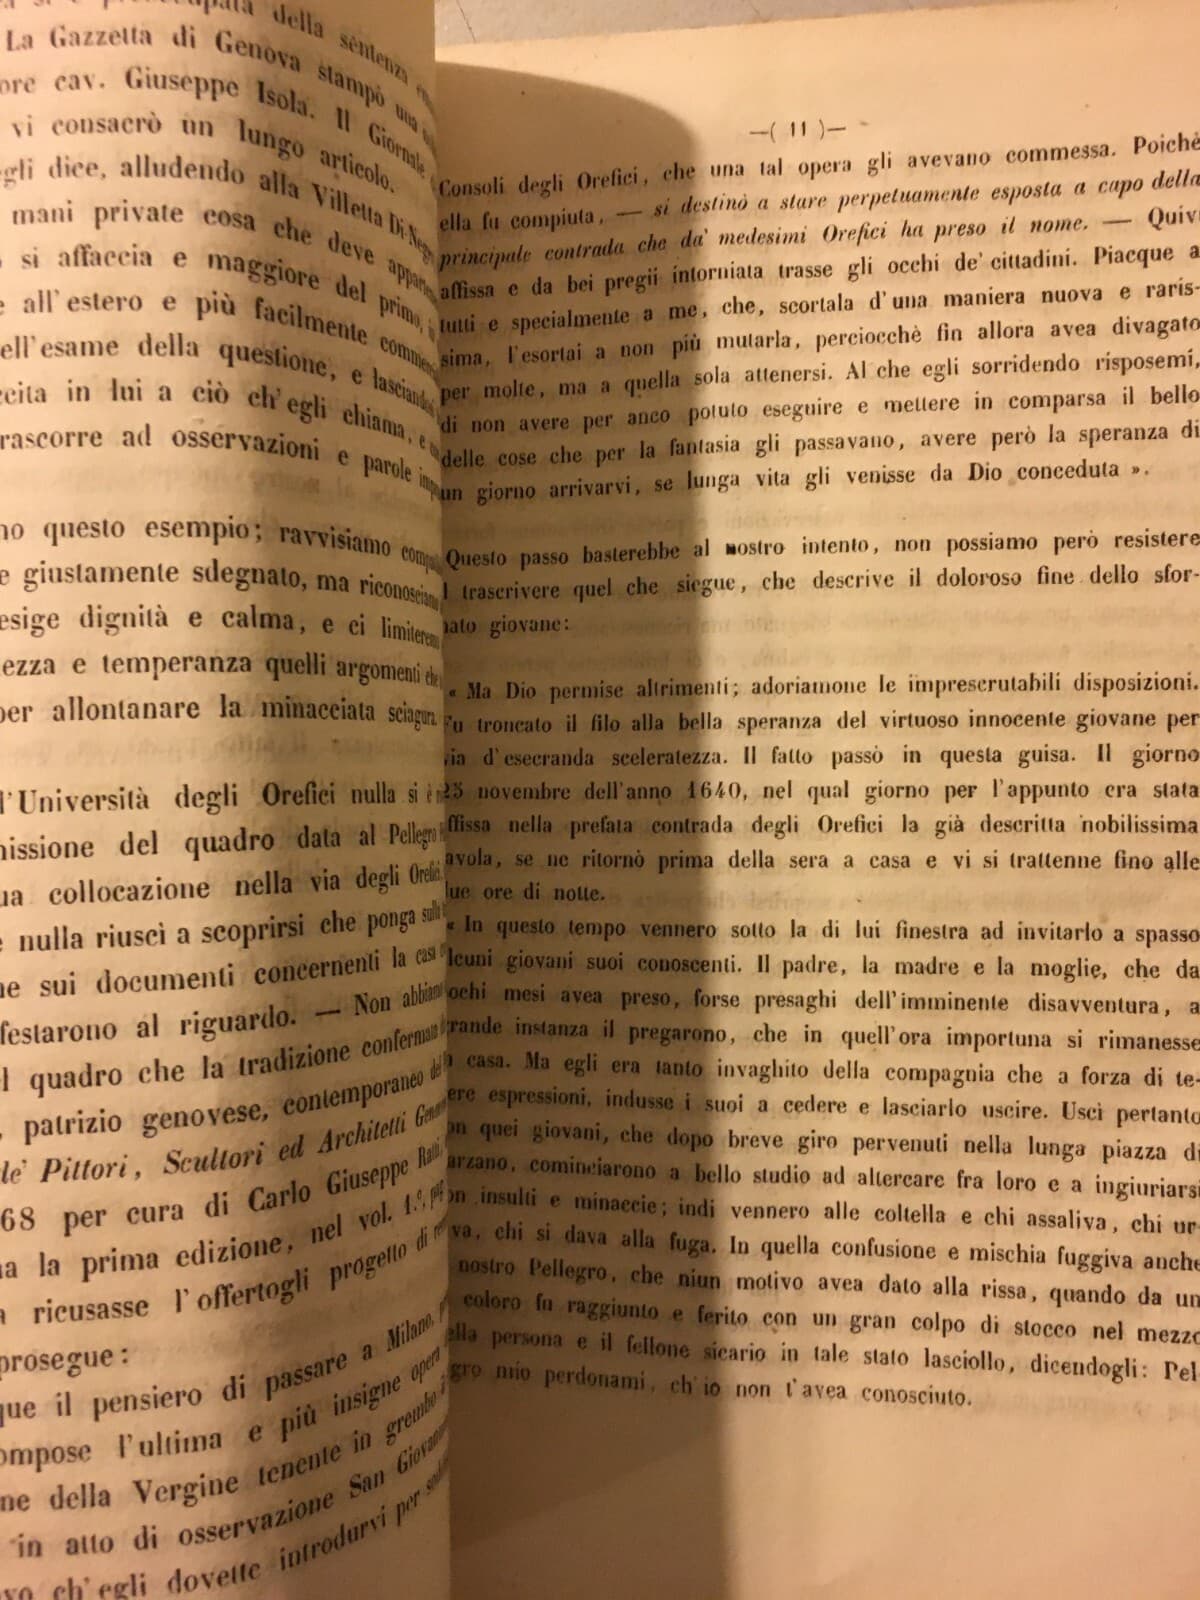 della sentenza
La Gazzetta di Genova stampò una
ore cav. Giuseppe Isola. Il Giornale
vi consacrò un lungo articolo.
gli dice, alludendo alla Villetta Di-Negro
mani private cosa che deve
si affaccia e maggiore del primo,
all'estero e più facilmente
ell'esame della questione, e
cita in lui a ciò ch'egli chiama, e
rascorre ad osservazioni e parole
no questo esempio; ravvisiamo
e giustamente sdegnato, ma riconosciamo
esige dignità e calma, e ci limiteremo
ezza e temperanza quelli argomenti che
per allontanare la minacciata sciagura.
l'Università degli Orefici nulla si è
missione del quadro data al Pellegro
ua collocazione nella via degli Orefici.
e nulla riuscì a scoprirsi che ponga
ne sui documenti concernenti la casa
festarono al riguardo. — Non abbiamo
l quadro che la tradizione
, patrizio genovese, contemporaneo del
de' Pittori, Scultori ed Architetti
68 per cura di Carlo Giuseppe Ratti,
na la prima edizione, nel vol. 1.º, pag
a ricusasse l'offertogli progetto di
prosegue:
que il pensiero di passare a Milano,
ompose l'ultima e più insigne opera
ne della Vergine tenente in grembo
in atto di osservazione San
ch'egli dovette introdurvi per
—( 11 )—
Consoli degli Orefici, che una tal opera gli avevano commessa. Poichè
ella fu compiuta, — si destinò a stare perpetuamente esposta a capo della
principale contrada che da' medesimi Orefici ha preso il nome. — Quivi
affissa e da bei pregii intorniata trasse gli occhi de' cittadini. Piacque a
tutti e specialmente a me, che, scortala d'una maniera nuova e raris-
sima, l'esortai a non più mutarla, perciocchè fin allora avea divagato
per molte, ma a quella sola attenersi. Al che egli sorridendo risposemi,
di non avere per anco potuto eseguire e mettere in comparsa il bello
delle cose che per la fantasia gli passavano, avere però la speranza di
un giorno arrivarvi, se lunga vita gli venisse da Dio conceduta ».
Questo passo basterebbe al nostro intento, non possiamo però resistere
l trascrivere quel che siegue, che descrive il doloroso fine dello sfor-
nato giovane:
« Ma Dio permise altrimenti; adoriamone le imprescrutabili disposizioni.
Fu troncato il filo alla bella speranza del virtuoso innocente giovane per
via d'esecranda sceleratezza. Il fatto passò in questa guisa. Il giorno
25 novembre dell'anno 1640, nel qual giorno per l'appunto era stata
ffissa nella prefata contrada degli Orefici la già descritta nobilissima
avola, se ne ritornò prima della sera a casa e vi si trattenne fino alle
due ore di notte.
« In questo tempo vennero sotto la di lui finestra ad invitarlo a spasso
lcuni giovani suoi conoscenti. Il padre, la madre e la moglie, che da
ochi mesi avea preso, forse presaghi dell'imminente disavventura, a
grande instanza il pregarono, che in quell'ora importuna si rimanesse
n casa. Ma egli era tanto invaghito della compagnia che a forza di te-
ere espressioni, indusse i suoi a cedere e lasciarlo uscire. Uscì pertanto
on quei giovani, che dopo breve giro pervenuti nella lunga piazza di
arzano, cominciarono a bello studio ad altercare fra loro e a ingiuriarsi
on insulti e minaccie; indi vennero alle coltella e chi assaliva, chi ur-
va, chi si dava alla fuga. In quella confusione e mischia fuggiva anche
nostro Pellegro, che niun motivo avea dato alla rissa, quando da un
coloro fu raggiunto e ferito con un gran colpo di stocco nel mezzo
ella persona e il fellone sicario in tale stato lasciollo, dicendogli: Pel-
gro mio perdonami, ch'io non t'avea conosciuto.